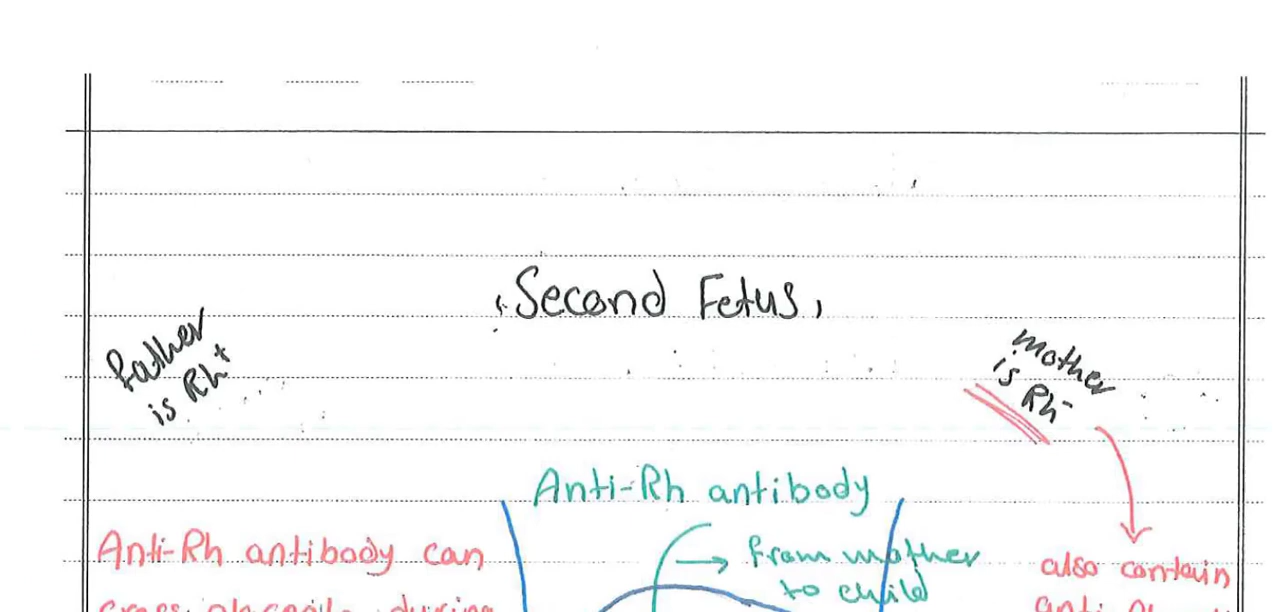 Second Fetus
father
is Rh+
mother
is Rh-
Anti-Rh antibody
Anti-Rh antibody can
→ from mother
to child
also contain
during